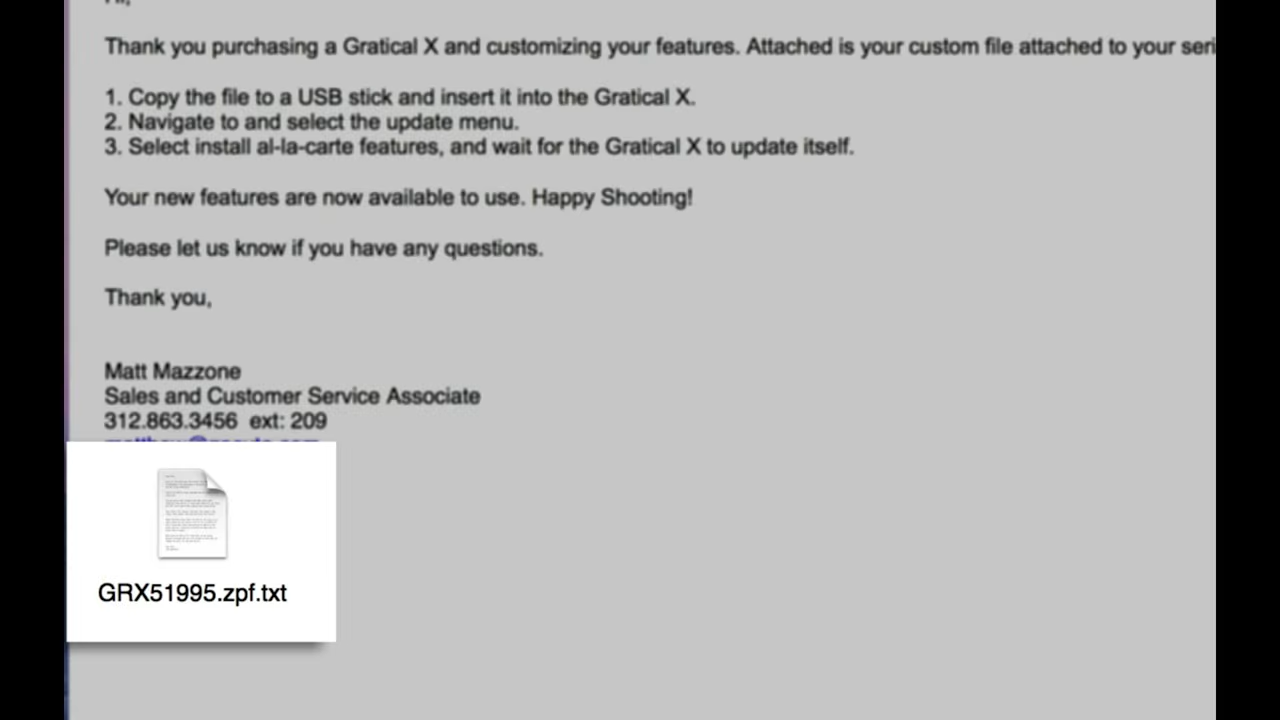 Hi,
Thank you purchasing a Gratical X and customizing your features. Attached is your custom file attached to your seri
1. Copy the file to a USB stick and insert it into the Gratical X.
2. Navigate to and select the update menu.
3. Select install al-la-carte features, and wait for the Gratical X to update itself.
Your new features are now available to use. Happy Shooting!
Please let us know if you have any questions.
Thank you,
Matt Mazzone
Sales and Customer Service Associate
312.863.3456 ext: 209
GRX51995.zpf.txt